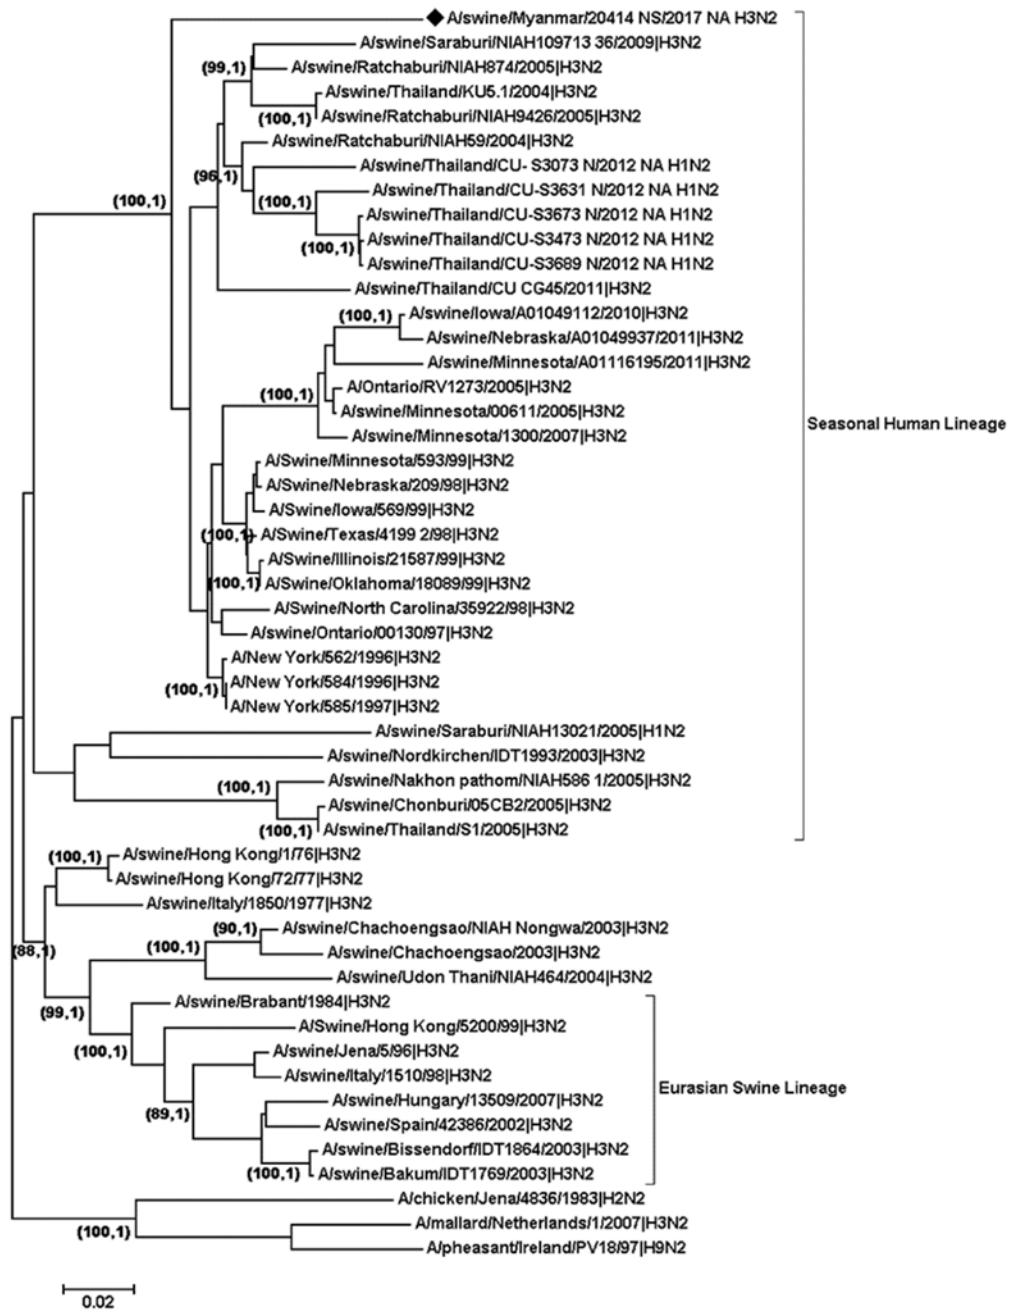 A/swine/Myanmar/20414 NS/2017 NA H3N2
A/swine/Saraburi/NIAH109713 36/2009|H3N2
(99,1)
A/swine/Ratchaburi/NIAH874/2005|H3N2
A/swine/Thailand/KU5.1/2004|H3N2
(100,1)
A/swine/Ratchaburi/NIAH9426/2005|H3N2
A/swine/Ratchaburi/NIAH59/2004|H3N2
A/swine/Thailand/CU- S3073 N/2012 NA H1N2
(96,1)
A/swine/Thailand/CU-S3631 N/2012 NA H1N2
(100,1)
(100,1)
A/swine/Thailand/CU-S3673 N/2012 NA H1N2
A/swine/Thailand/CU-S3473 N/2012 NA H1N2
(100,1)
A/swine/Thailand/CU-S3689 N/2012 NA H1N2
A/swine/Thailand/CU CG45/2011|H3N2
(100,1)
A/swine/Iowa/A01049112/2010|H3N2
A/swine/Nebraska/A01049937/2011|H3N2
A/swine/Minnesota/A01116195/2011|H3N2
A/Ontario/RV1273/2005|H3N2
(100,1)
A/swine/Minnesota/00611/2005|H3N2
Seasonal Human Lineage
A/swine/Minnesota/1300/2007|H3N2
A/Swine/Minnesota/593/99|H3N2
A/Swine/Nebraska/209/98|H3N2
A/Swine/Iowa/569/99|H3N2
(100,1)
A/Swine/Texas/4199 2/98|H3N2
A/Swine/Illinois/21587/99|H3N2
(100,1)
A/Swine/Oklahoma/18089/99|H3N2
A/Swine/North Carolina/35922/98|H3N2
A/swine/Ontario/00130/97|H3N2
A/New York/562/1996|H3N2
(100,1)
A/New York/584/1996|H3N2
A/New York/585/1997|H3N2
A/swine/Saraburi/NIAH13021/2005|H1N2
A/swine/Nordkirchen/IDT1993/2003|H3N2
(100,1)
A/swine/Nakhon pathom/NIAH586 1/2005|H3N2
A/swine/Chonburi/05CB2/2005|H3N2
(100,1)
A/swine/Thailand/S1/2005|H3N2
(100,1)
A/swine/Hong Kong/1/76|H3N2
A/swine/Hong Kong/72/77|H3N2
A/swine/Italy/1850/1977|H3N2
(90,1)
A/swine/Chachoengsao/NIAH Nongwa/2003|H3N2
(88,1)
(100,1)
A/swine/Chachoengsao/2003|H3N2
A/swine/Udon Thani/NIAH464/2004|H3N2
(99,1)
A/swine/Brabant/1984|H3N2
A/Swine/Hong Kong/5200/99|H3N2
(100,1)
A/swine/Jena/5/96|H3N2
A/swine/Italy/1510/98|H3N2
Eurasian Swine Lineage
A/swine/Hungary/13509/2007|H3N2
(89,1)
A/swine/Spain/42386/2002|H3N2
A/swine/Bissendorf/IDT1864/2003|H3N2
(100,1)
A/swine/Bakum/IDT1769/2003|H3N2
A/chicken/Jena/4836/1983|H2N2
(100,1)
A/mallard/Netherlands/1/2007|H3N2
A/pheasant/Ireland/PV18/97|H9N2
0.02